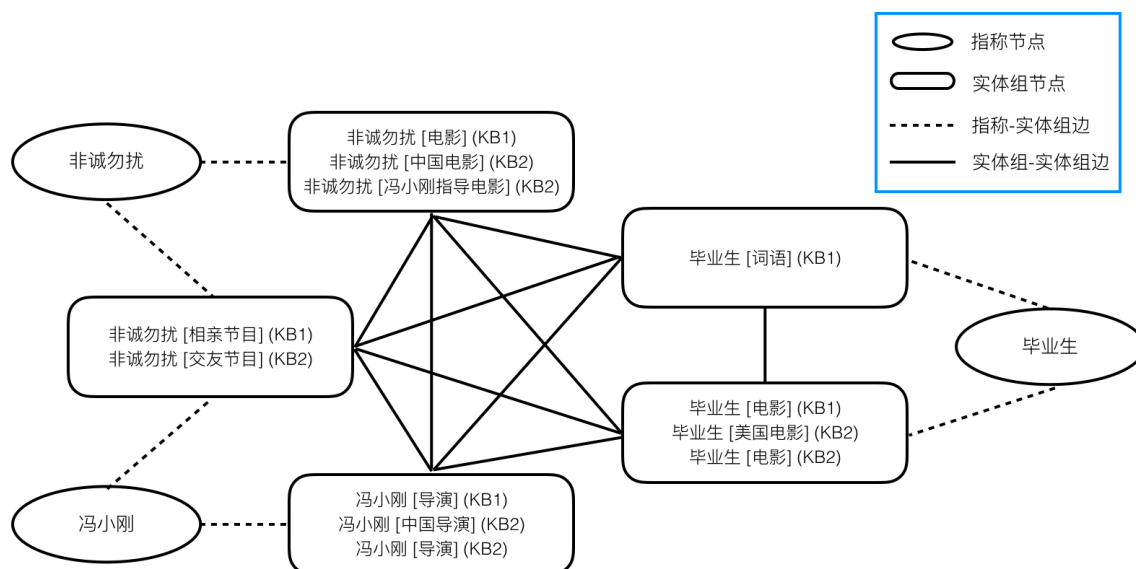 指称节点
实体组节点
指称-实体组边
实体组-实体组边
非诚勿扰
非诚勿扰 [电影] (KB1)
非诚勿扰 [中国电影] (KB2)
非诚勿扰 [冯小刚指导电影] (KB2)
毕业生 [词语] (KB1)
非诚勿扰 [相亲节目] (KB1)
非诚勿扰 [交友节目] (KB2)
毕业生
毕业生 [电影] (KB1)
毕业生 [美国电影] (KB2)
毕业生 [电影] (KB2)
冯小刚
冯小刚 [导演] (KB1)
冯小刚 [中国导演] (KB2)
冯小刚 [导演] (KB2)